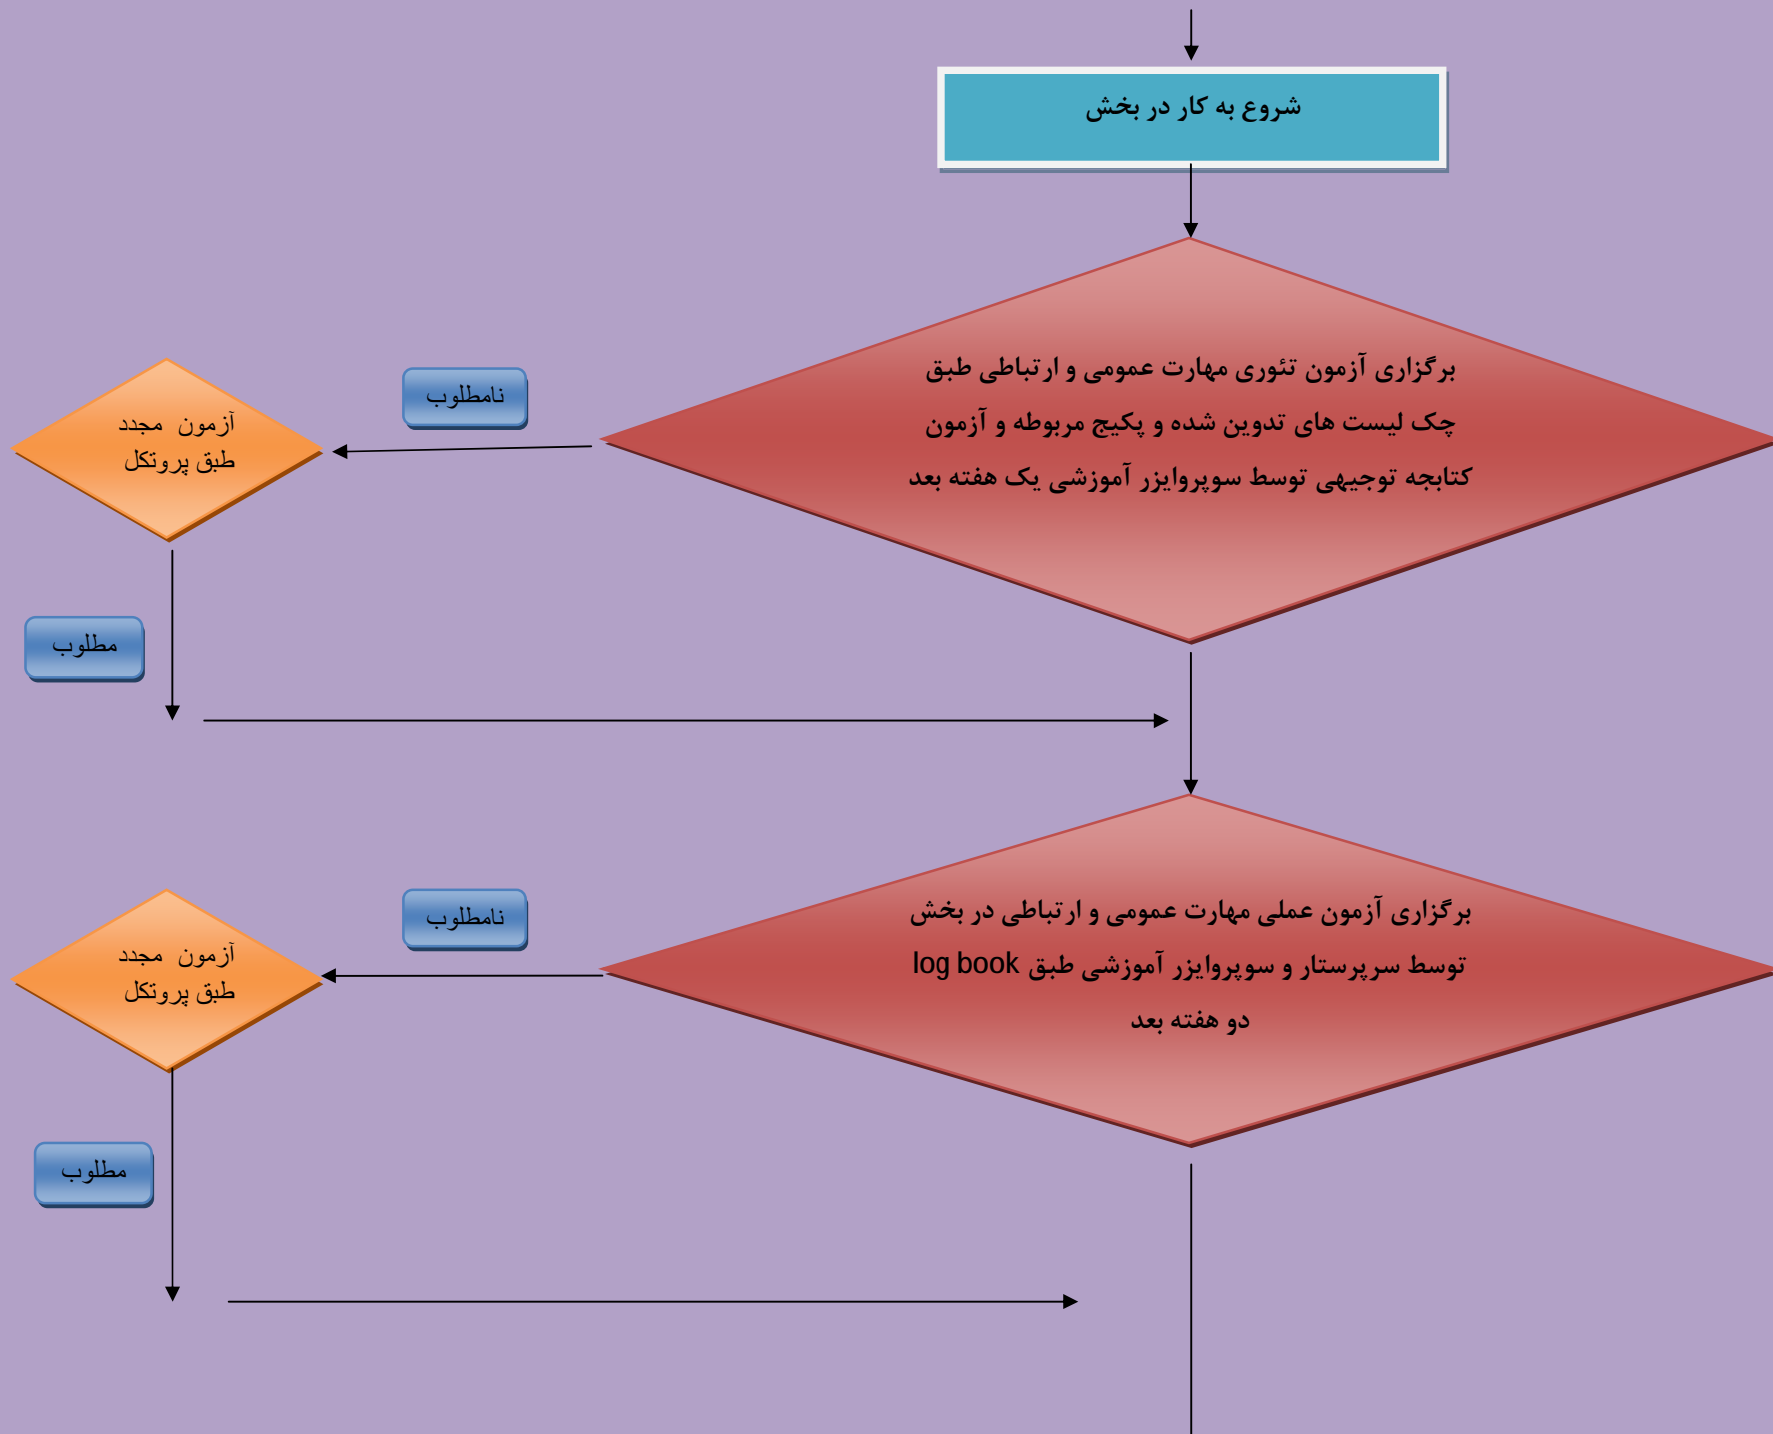 شروع به کار در بخش
برگزاری آزمون تئوری مهارت عمومی و ارتباطی طبق
چک لیست های تدوین شده و پکیج مربوطه و آزمون
کتابجه توجیهی توسط سوپروایزر آموزشی یک هفته بعد
نامطلوب
آزمون مجدد
طبق پروتکل
مطلوب
برگزاری آزمون عملی مهارت عمومی و ارتباطی در بخش
توسط سرپرستار و سوپروایزر آموزشی طبق log book
دو هفته بعد
نامطلوب
آزمون مجدد
طبق پروتکل
مطلوب